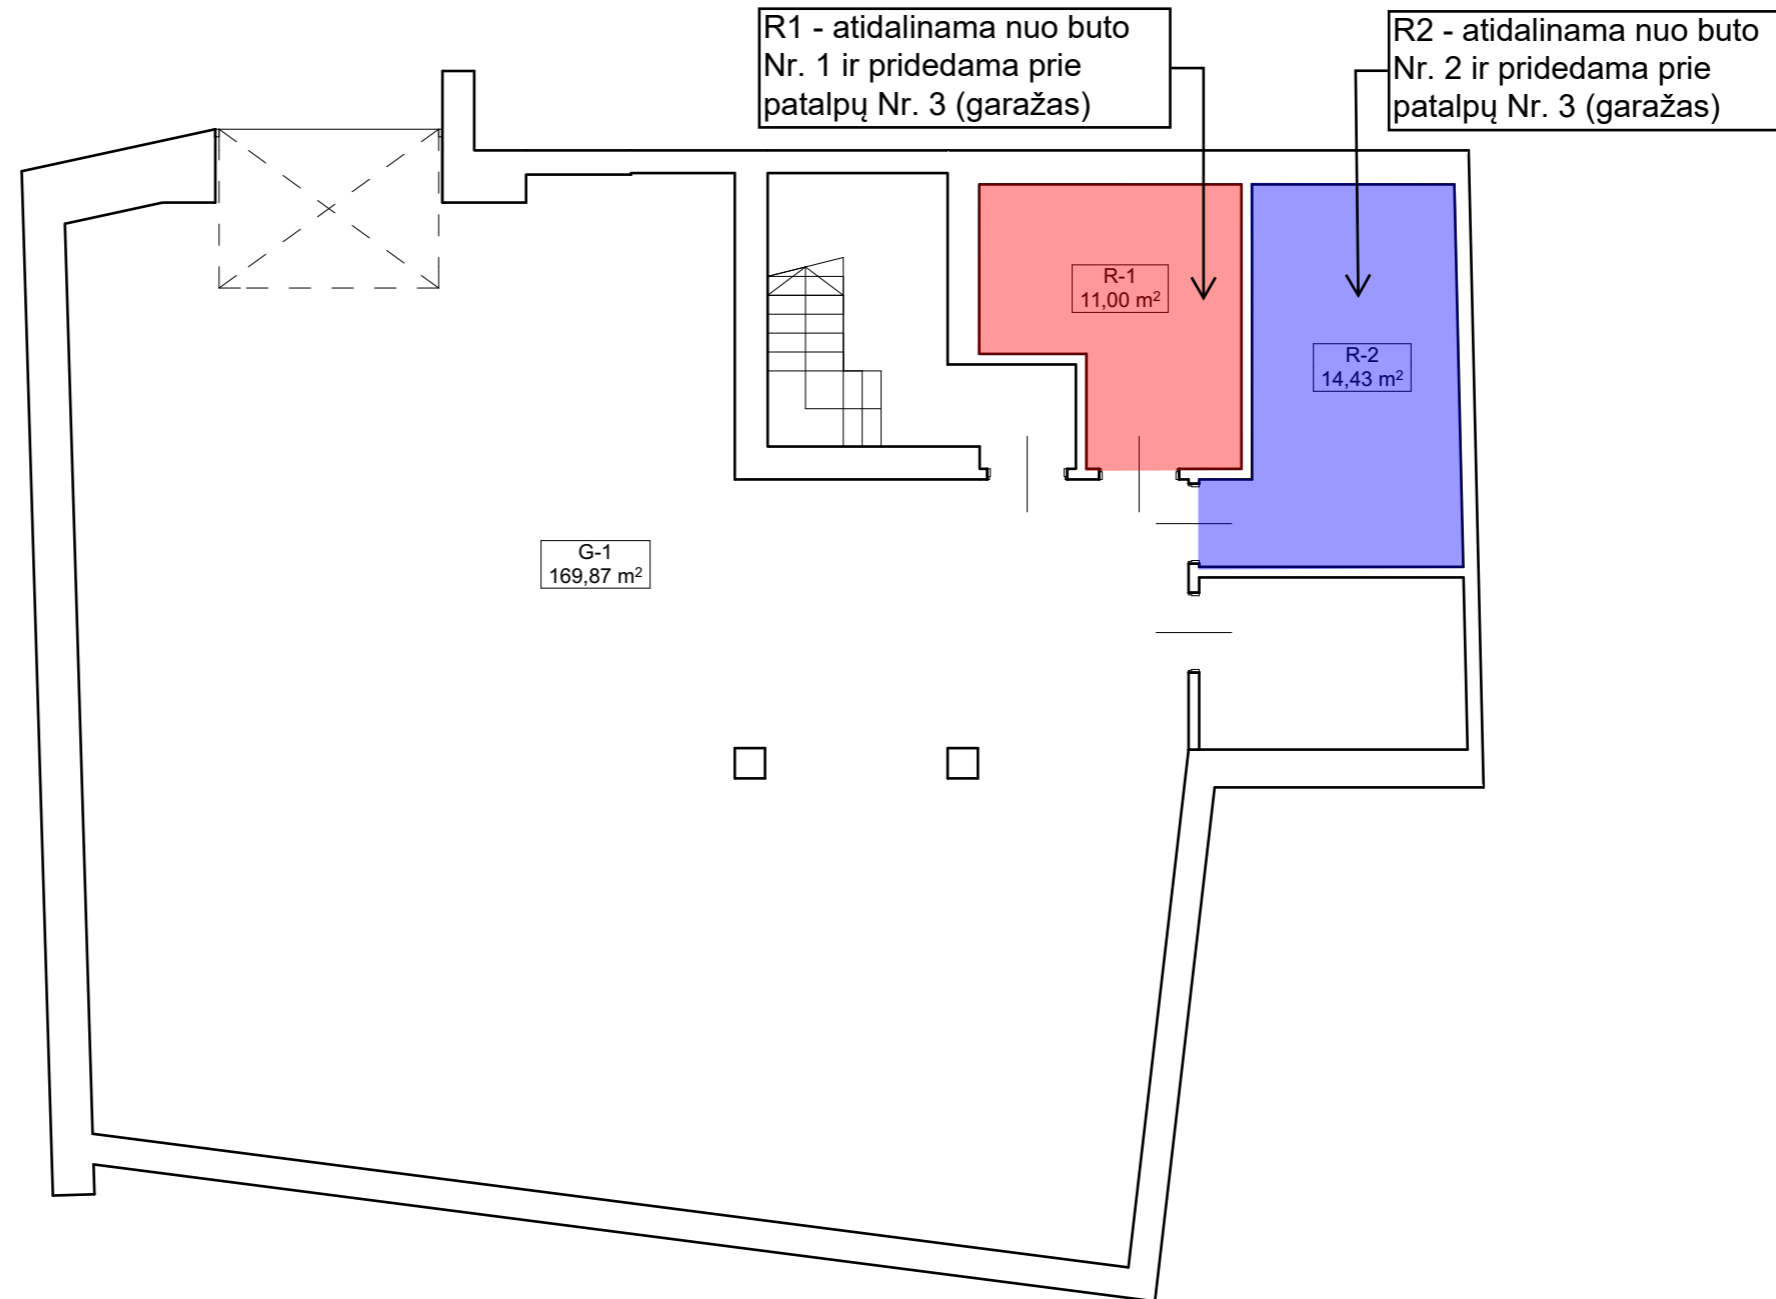 R1 - atidalinama nuo buto
Nr. 1 ir pridedama prie
patalpų Nr. 3 (garažas)
R2 - atidalinama nuo buto
Nr. 2 ir pridedama prie
patalpų Nr. 3 (garažas)
R-1
11,00 m²
R-2
14,43 m²
G-1
169,87 m²